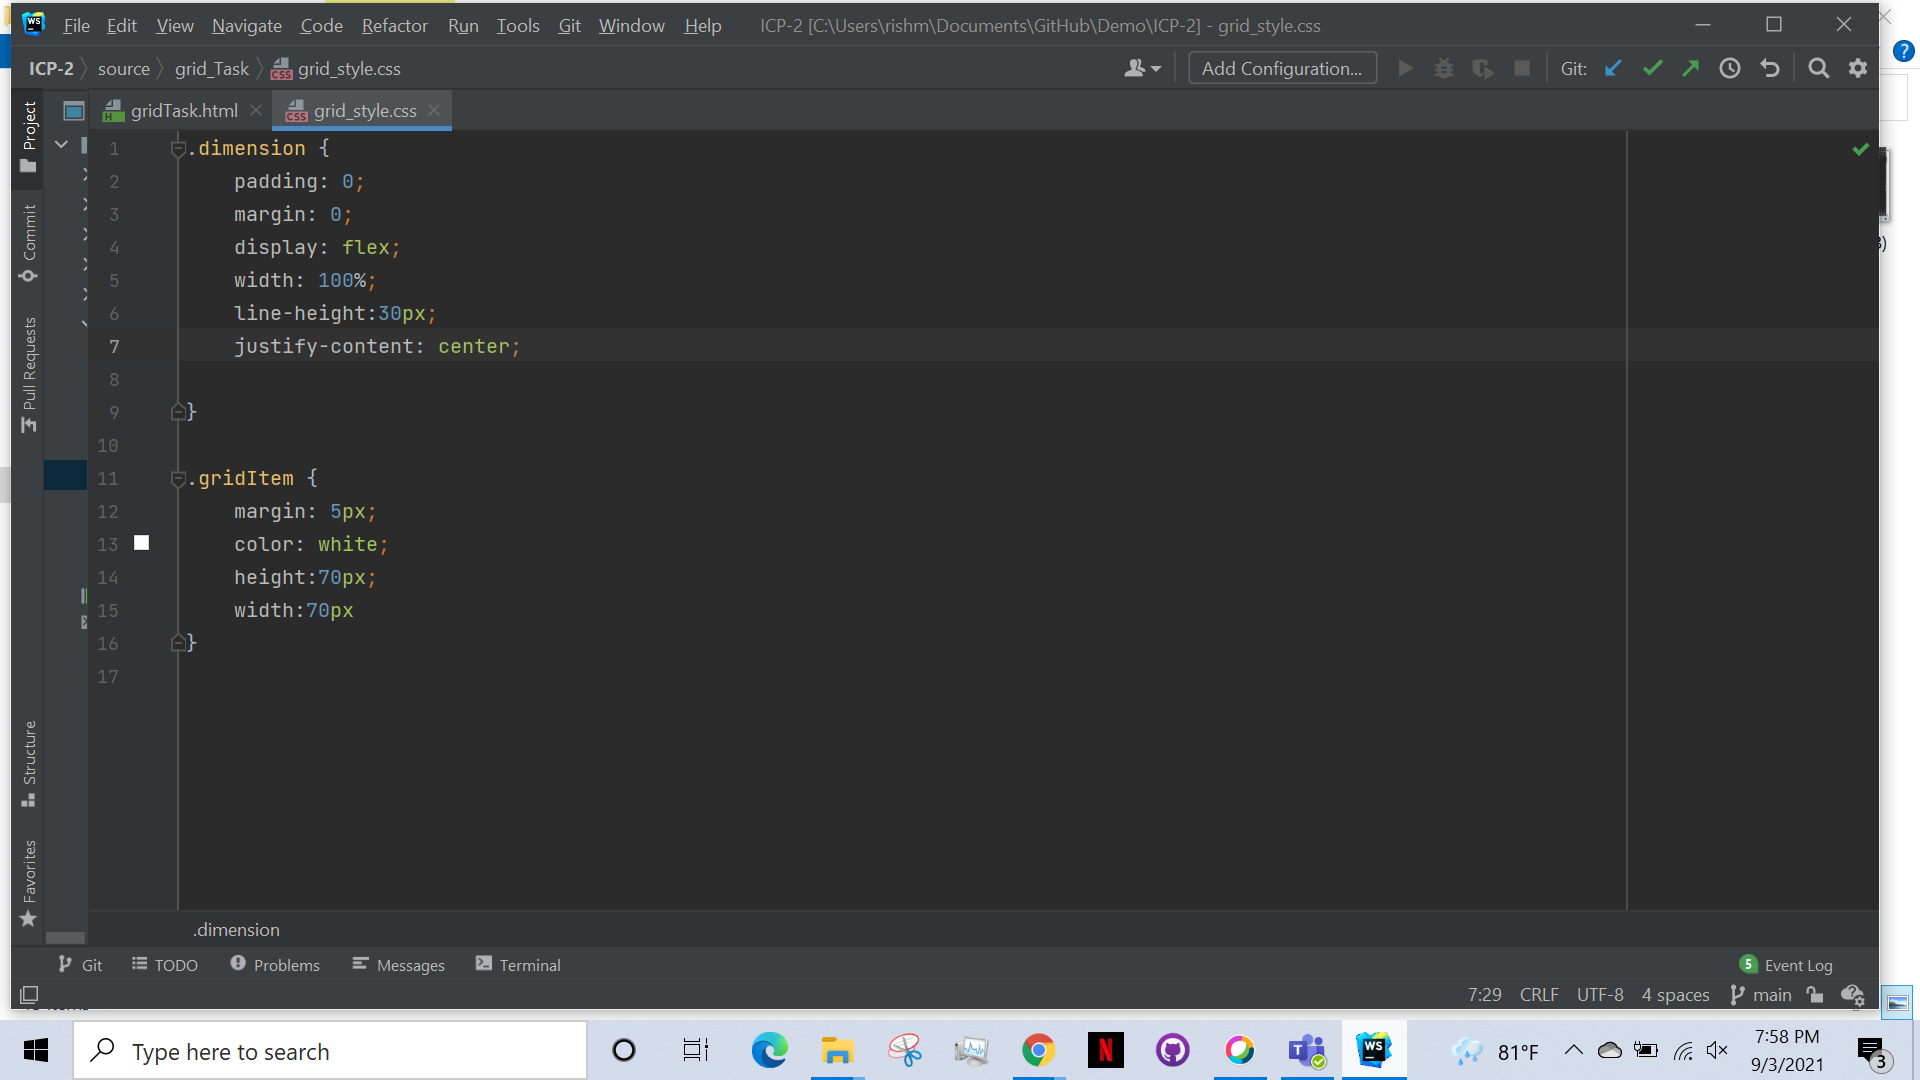 WS File Edit View Navigate Code Refactor Run Tools Git Window Help ICP-2 [C:\Users\rishm\Documents\GitHub\Demo\ICP-2] - grid_style.css
ICP-2 source grid_Task grid_style.css Add Configuration... Git:
gridTask.html grid_style.css
Project
Commit
Pull Requests
Structure
Favorites
1 .dimension {
2 padding: 0;
3 margin: 0;
4 display: flex;
5 width: 100%;
6 line-height:30px;
7 justify-content: center;
8
9 }
10
11 .gridItem {
12 margin: 5px;
13 color: white;
14 height:70px;
15 width:70px
16 }
17
.dimension
Git TODO Problems Messages Terminal 5 Event Log
7:29 CRLF UTF-8 4 spaces main
Type here to search
81°F
7:58 PM
9/3/2021
3